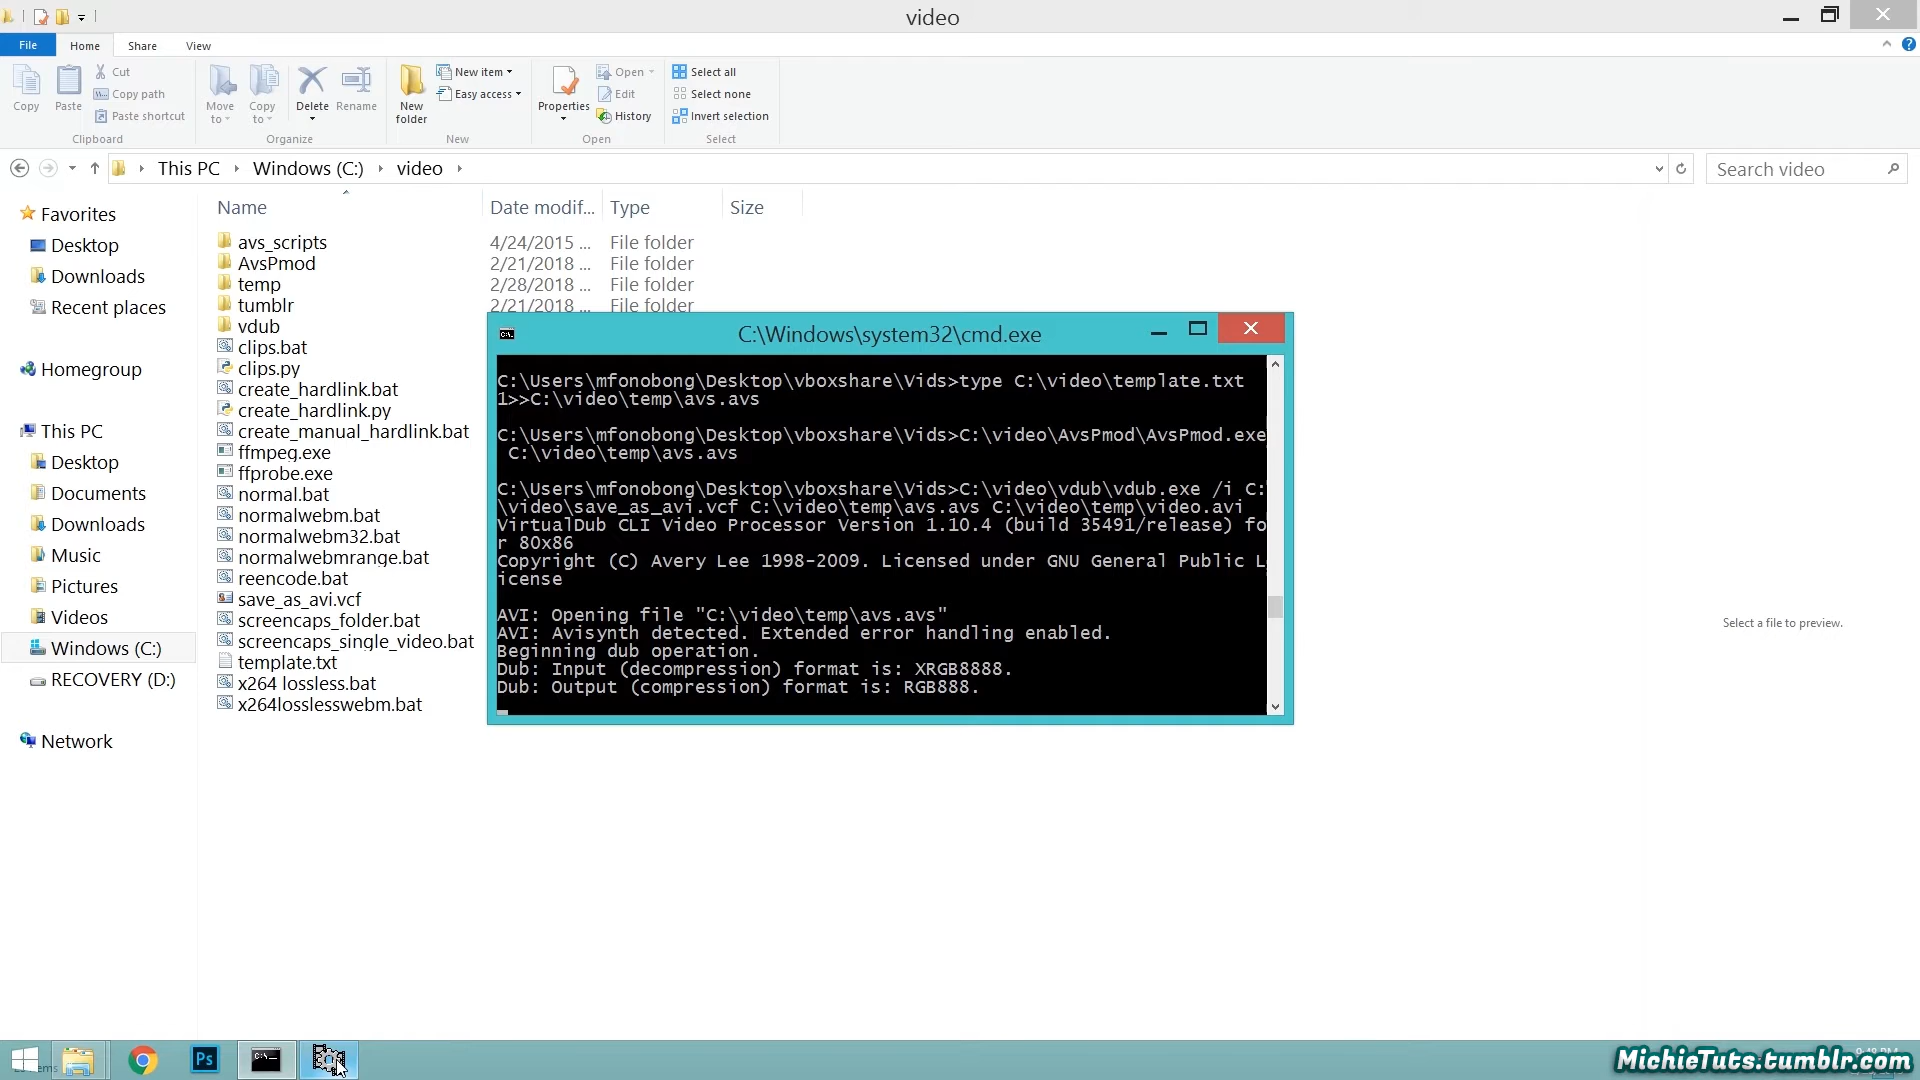 video
File Home Share View
Copy Paste Cut Copy path Paste shortcut Clipboard
Move to Copy to Delete Rename Organize
New folder New item Easy access New
Properties Open Edit History Open
Select all Select none Invert selection Select
This PC Windows (C:) video
Search video
Favorites
Desktop
Downloads
Recent places
Homegroup
This PC
Desktop
Documents
Downloads
Music
Pictures
Videos
Windows (C:)
RECOVERY (D:)
Network
Name Date modif... Type Size
avs_scripts 4/24/2015 ... File folder
AvsPmod 2/21/2018 ... File folder
temp 2/28/2018 ... File folder
tumblr 2/21/2018 ... File folder
vdub
clips.bat
clips.py
create_hardlink.bat
create_hardlink.py
create_manual_hardlink.bat
ffmpeg.exe
ffprobe.exe
normal.bat
normalwebm.bat
normalwebm32.bat
normalwebmrange.bat
reencode.bat
save_as_avi.vcf
screencaps_folder.bat
screencaps_single_video.bat
template.txt
x264 lossless.bat
x264losslesswebm.bat
C:\Windows\system32\cmd.exe
C:\Users\mfonobong\Desktop\vboxshare\Vids>type C:\video\template.txt
1>>C:\video\temp\avs.avs
C:\Users\mfonobong\Desktop\vboxshare\Vids>C:\video\AvsPmod\AvsPmod.exe
C:\video\temp\avs.avs
C:\Users\mfonobong\Desktop\vboxshare\Vids>C:\video\vdub\vdub.exe /i C:
\video\save_as_avi.vcf C:\video\temp\avs.avs C:\video\temp\video.avi
VirtualDub CLI Video Processor Version 1.10.4 (build 35491/release) fo
r 80x86
Copyright (C) Avery Lee 1998-2009. Licensed under GNU General Public L
icense
AVI: Opening file "C:\video\temp\avs.avs"
AVI: Avisynth detected. Extended error handling enabled.
Beginning dub operation.
Dub: Input (decompression) format is: XRGB8888.
Dub: Output (compression) format is: RGB888.
Select a file to preview.
Ps
MichieTuts.tumblr.com